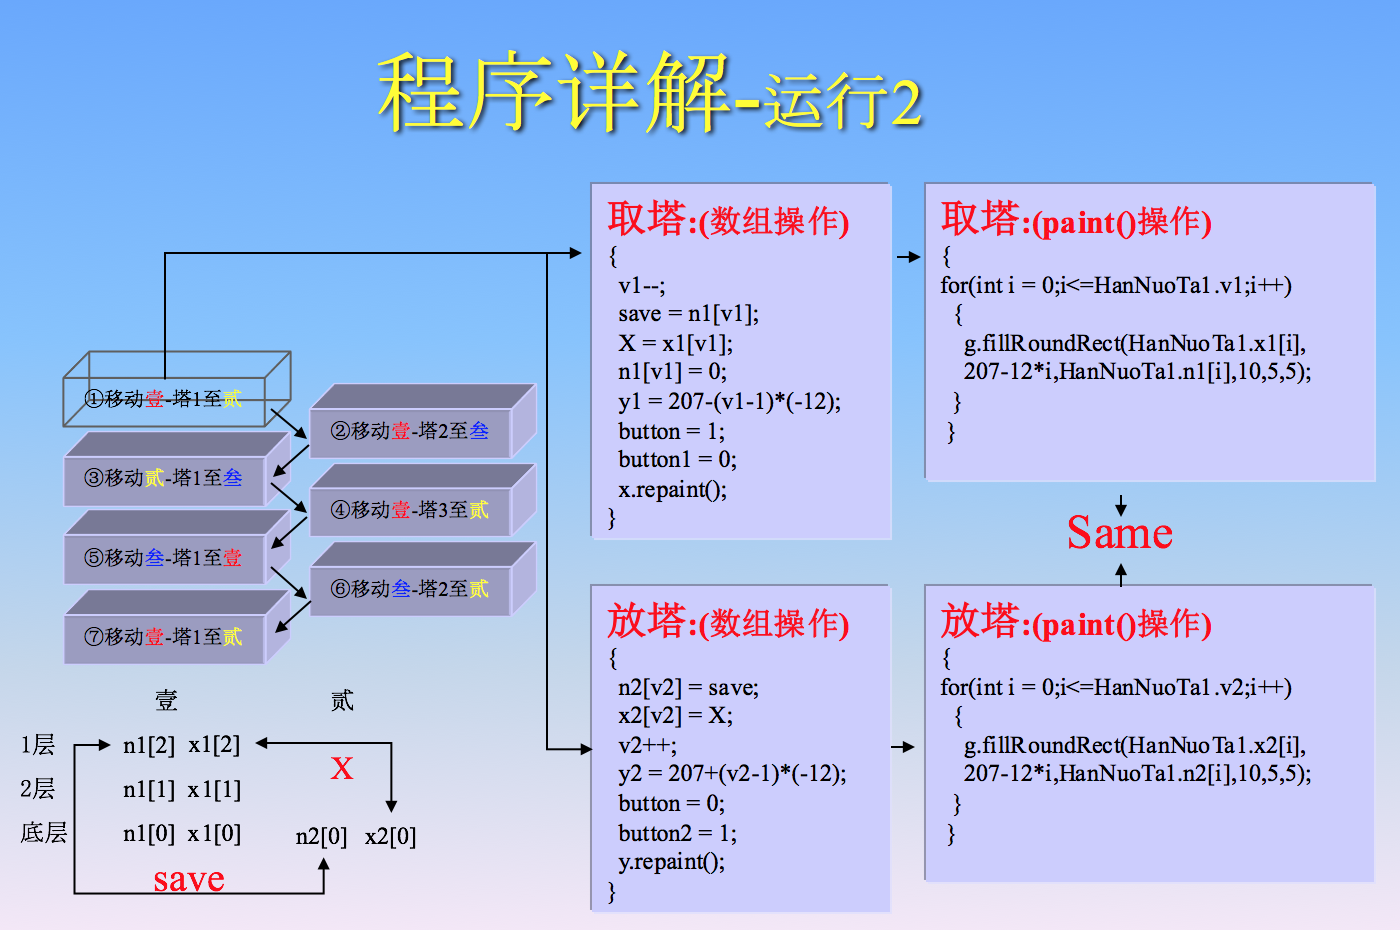 程序详解-运行2
①移动壹-塔1至贰
②移动壹-塔2至叁
③移动贰-塔1至叁
④移动壹-塔3至贰
⑤移动叁-塔1至壹
⑥移动叁-塔2至贰
⑦移动壹-塔1至贰
壹 贰
1层 n1[2] x1[2]
X
2层 n1[1] x1[1]
底层 n1[0] x1[0] n2[0] x2[0]
save
取塔:(数组操作)
{
v1--;
save = n1[v1];
X = x1[v1];
n1[v1] = 0;
y1 = 207-(v1-1)*(-12);
button = 1;
button1 = 0;
x.repaint();
}
取塔:(paint()操作)
{
for(int i = 0;i<=HanNuoTa1.v1;i++)
{
g.fillRoundRect(HanNuoTa1.x1[i],
207-12*i,HanNuoTa1.n1[i],10,5,5);
}
}
Same
放塔:(数组操作)
{
n2[v2] = save;
x2[v2] = X;
v2++;
y2 = 207+(v2-1)*(-12);
button = 0;
button2 = 1;
y.repaint();
}
放塔:(paint()操作)
{
for(int i = 0;i<=HanNuoTa1.v2;i++)
{
g.fillRoundRect(HanNuoTa1.x2[i],
207-12*i,HanNuoTa1.n2[i],10,5,5);
}
}